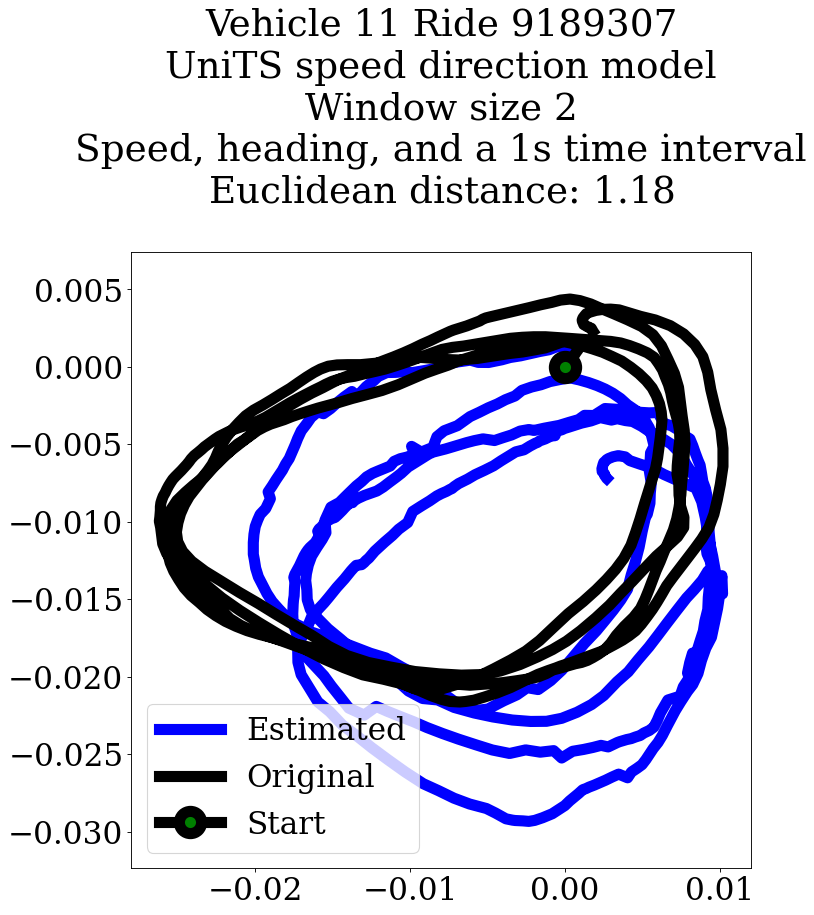 Vehicle 11 Ride 9189307
UniTS speed direction model
Window size 2
Speed, heading, and a 1s time interval
Euclidean distance: 1.18
0.005
0.000
−0.005
−0.010
−0.015
−0.020
−0.025
−0.030
Estimated
Original
Start
−0.02 −0.01 0.00 0.01